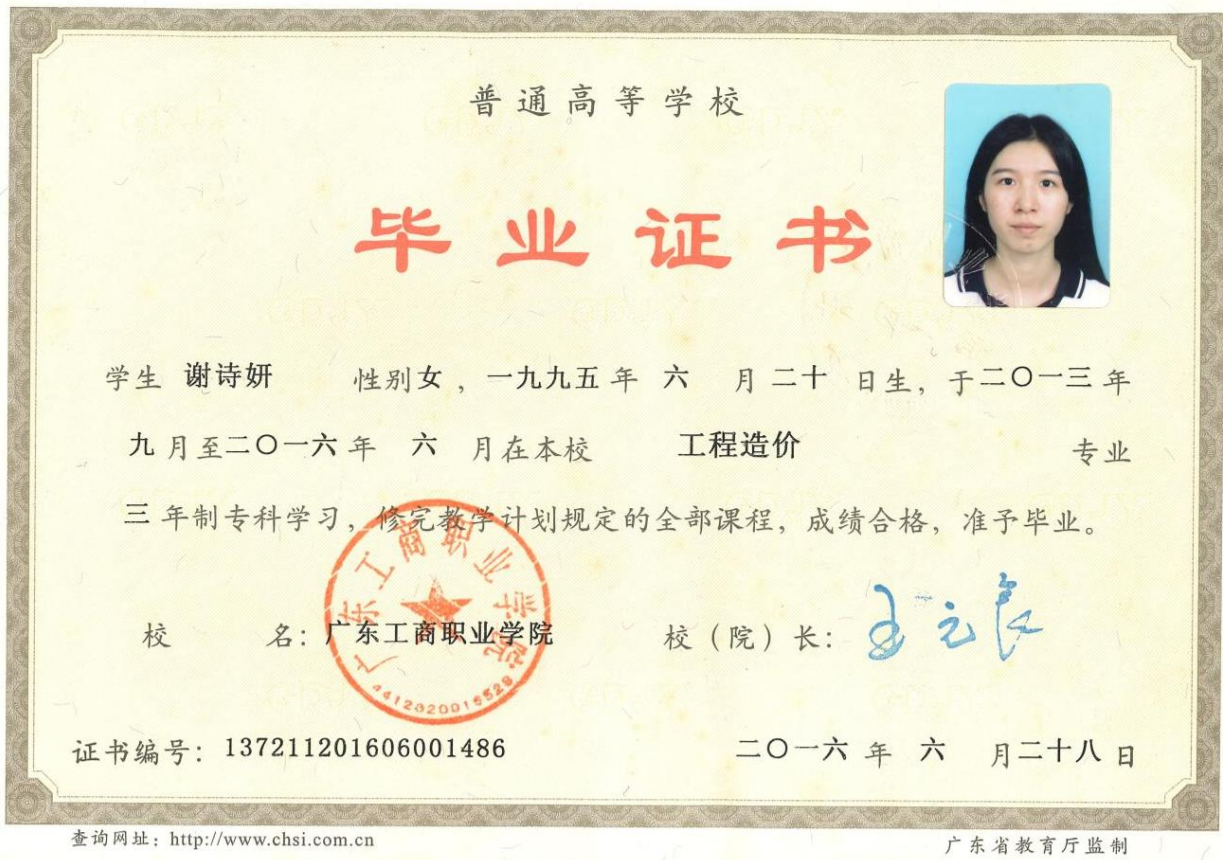 普通高等学校
毕业证书
学生 谢诗妍 性别女，一九九五年 六 月二十 日生，于二〇一三年
九月至二〇一六年 六 月在本校 工程造价 专业
三年制专科学习，修完教学计划规定的全部课程，成绩合格，准予毕业。
广东工商职业学院
4412020015528
校 名：广东工商职业学院 校（院）长：
证书编号：137211201606001486 二〇一六年 六 月二十八日
查询网址：http://www.chsi.com.cn 广东省教育厅监制